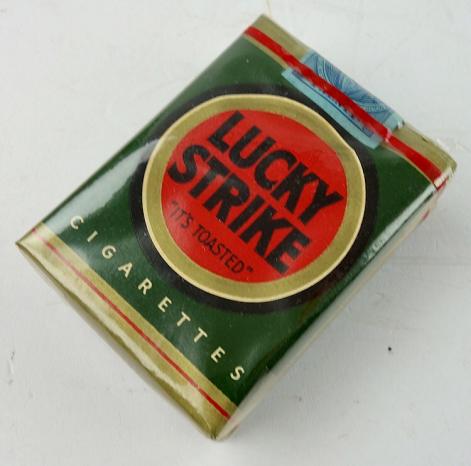 LUCKY
STRIKE
"IT'S TOASTED"
CIGARETTES